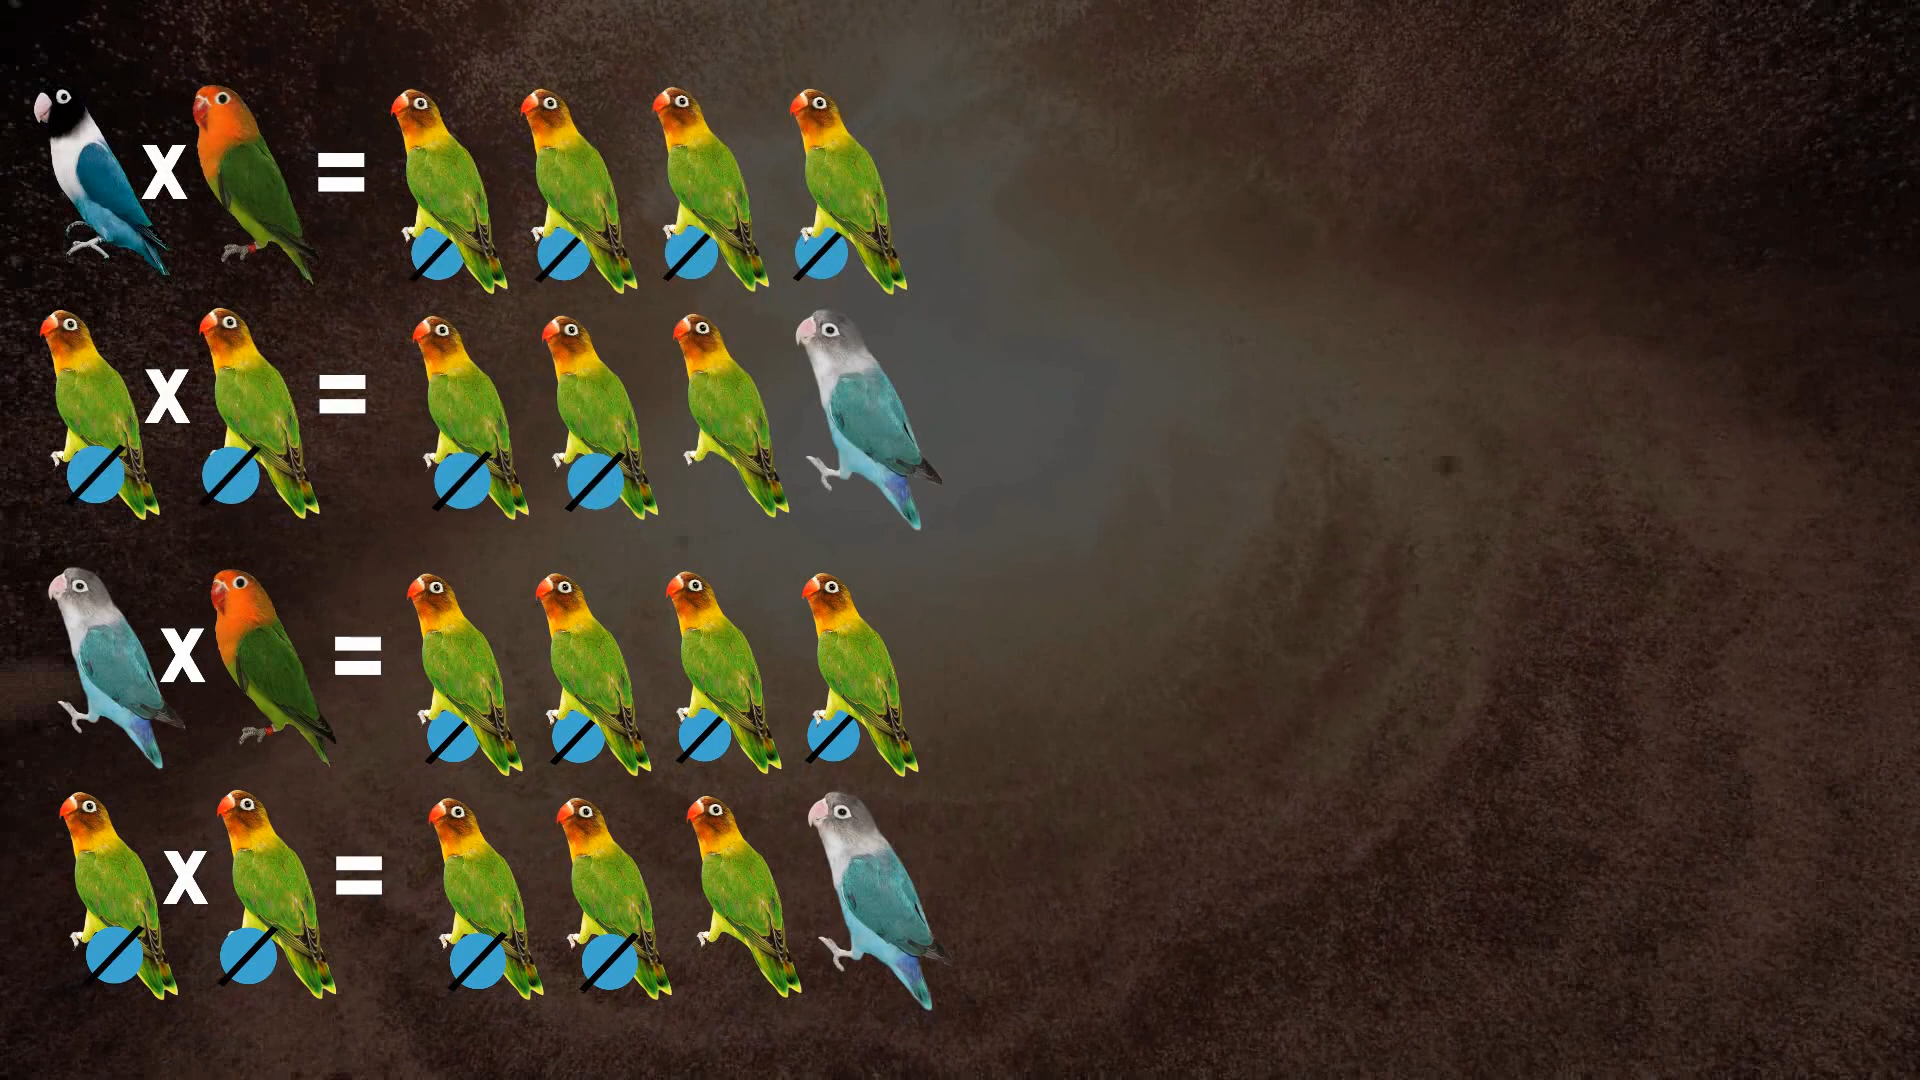 X =
X =
X =
X =